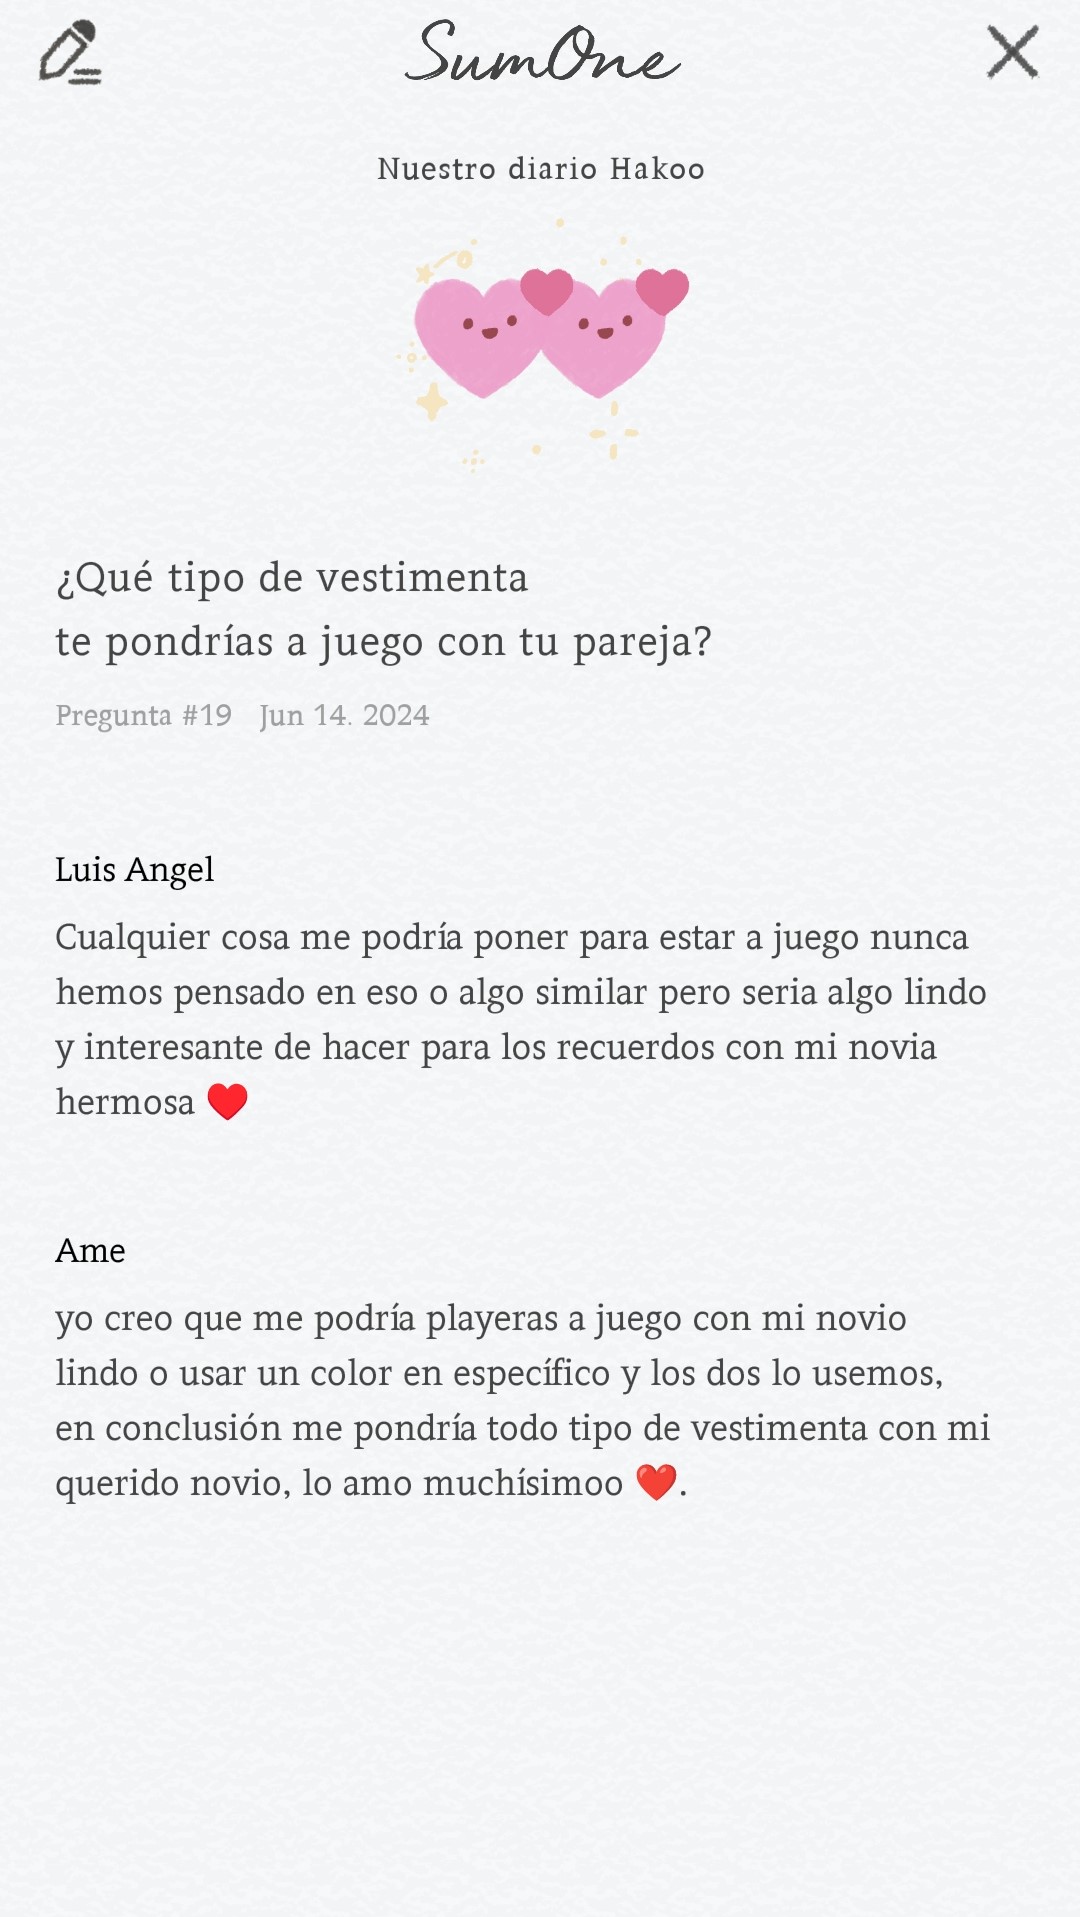 SumOne
Nuestro diario Hakoo
¿Qué tipo de vestimenta
te pondrías a juego con tu pareja?
Pregunta #19 Jun 14. 2024
Luis Angel
Cualquier cosa me podría poner para estar a juego nunca
hemos pensado en eso o algo similar pero seria algo lindo
y interesante de hacer para los recuerdos con mi novia
hermosa ♥️
Ame
yo creo que me podría playeras a juego con mi novio
lindo o usar un color en específico y los dos lo usemos,
en conclusión me pondría todo tipo de vestimenta con mi
querido novio, lo amo muchísimoo ❤️.